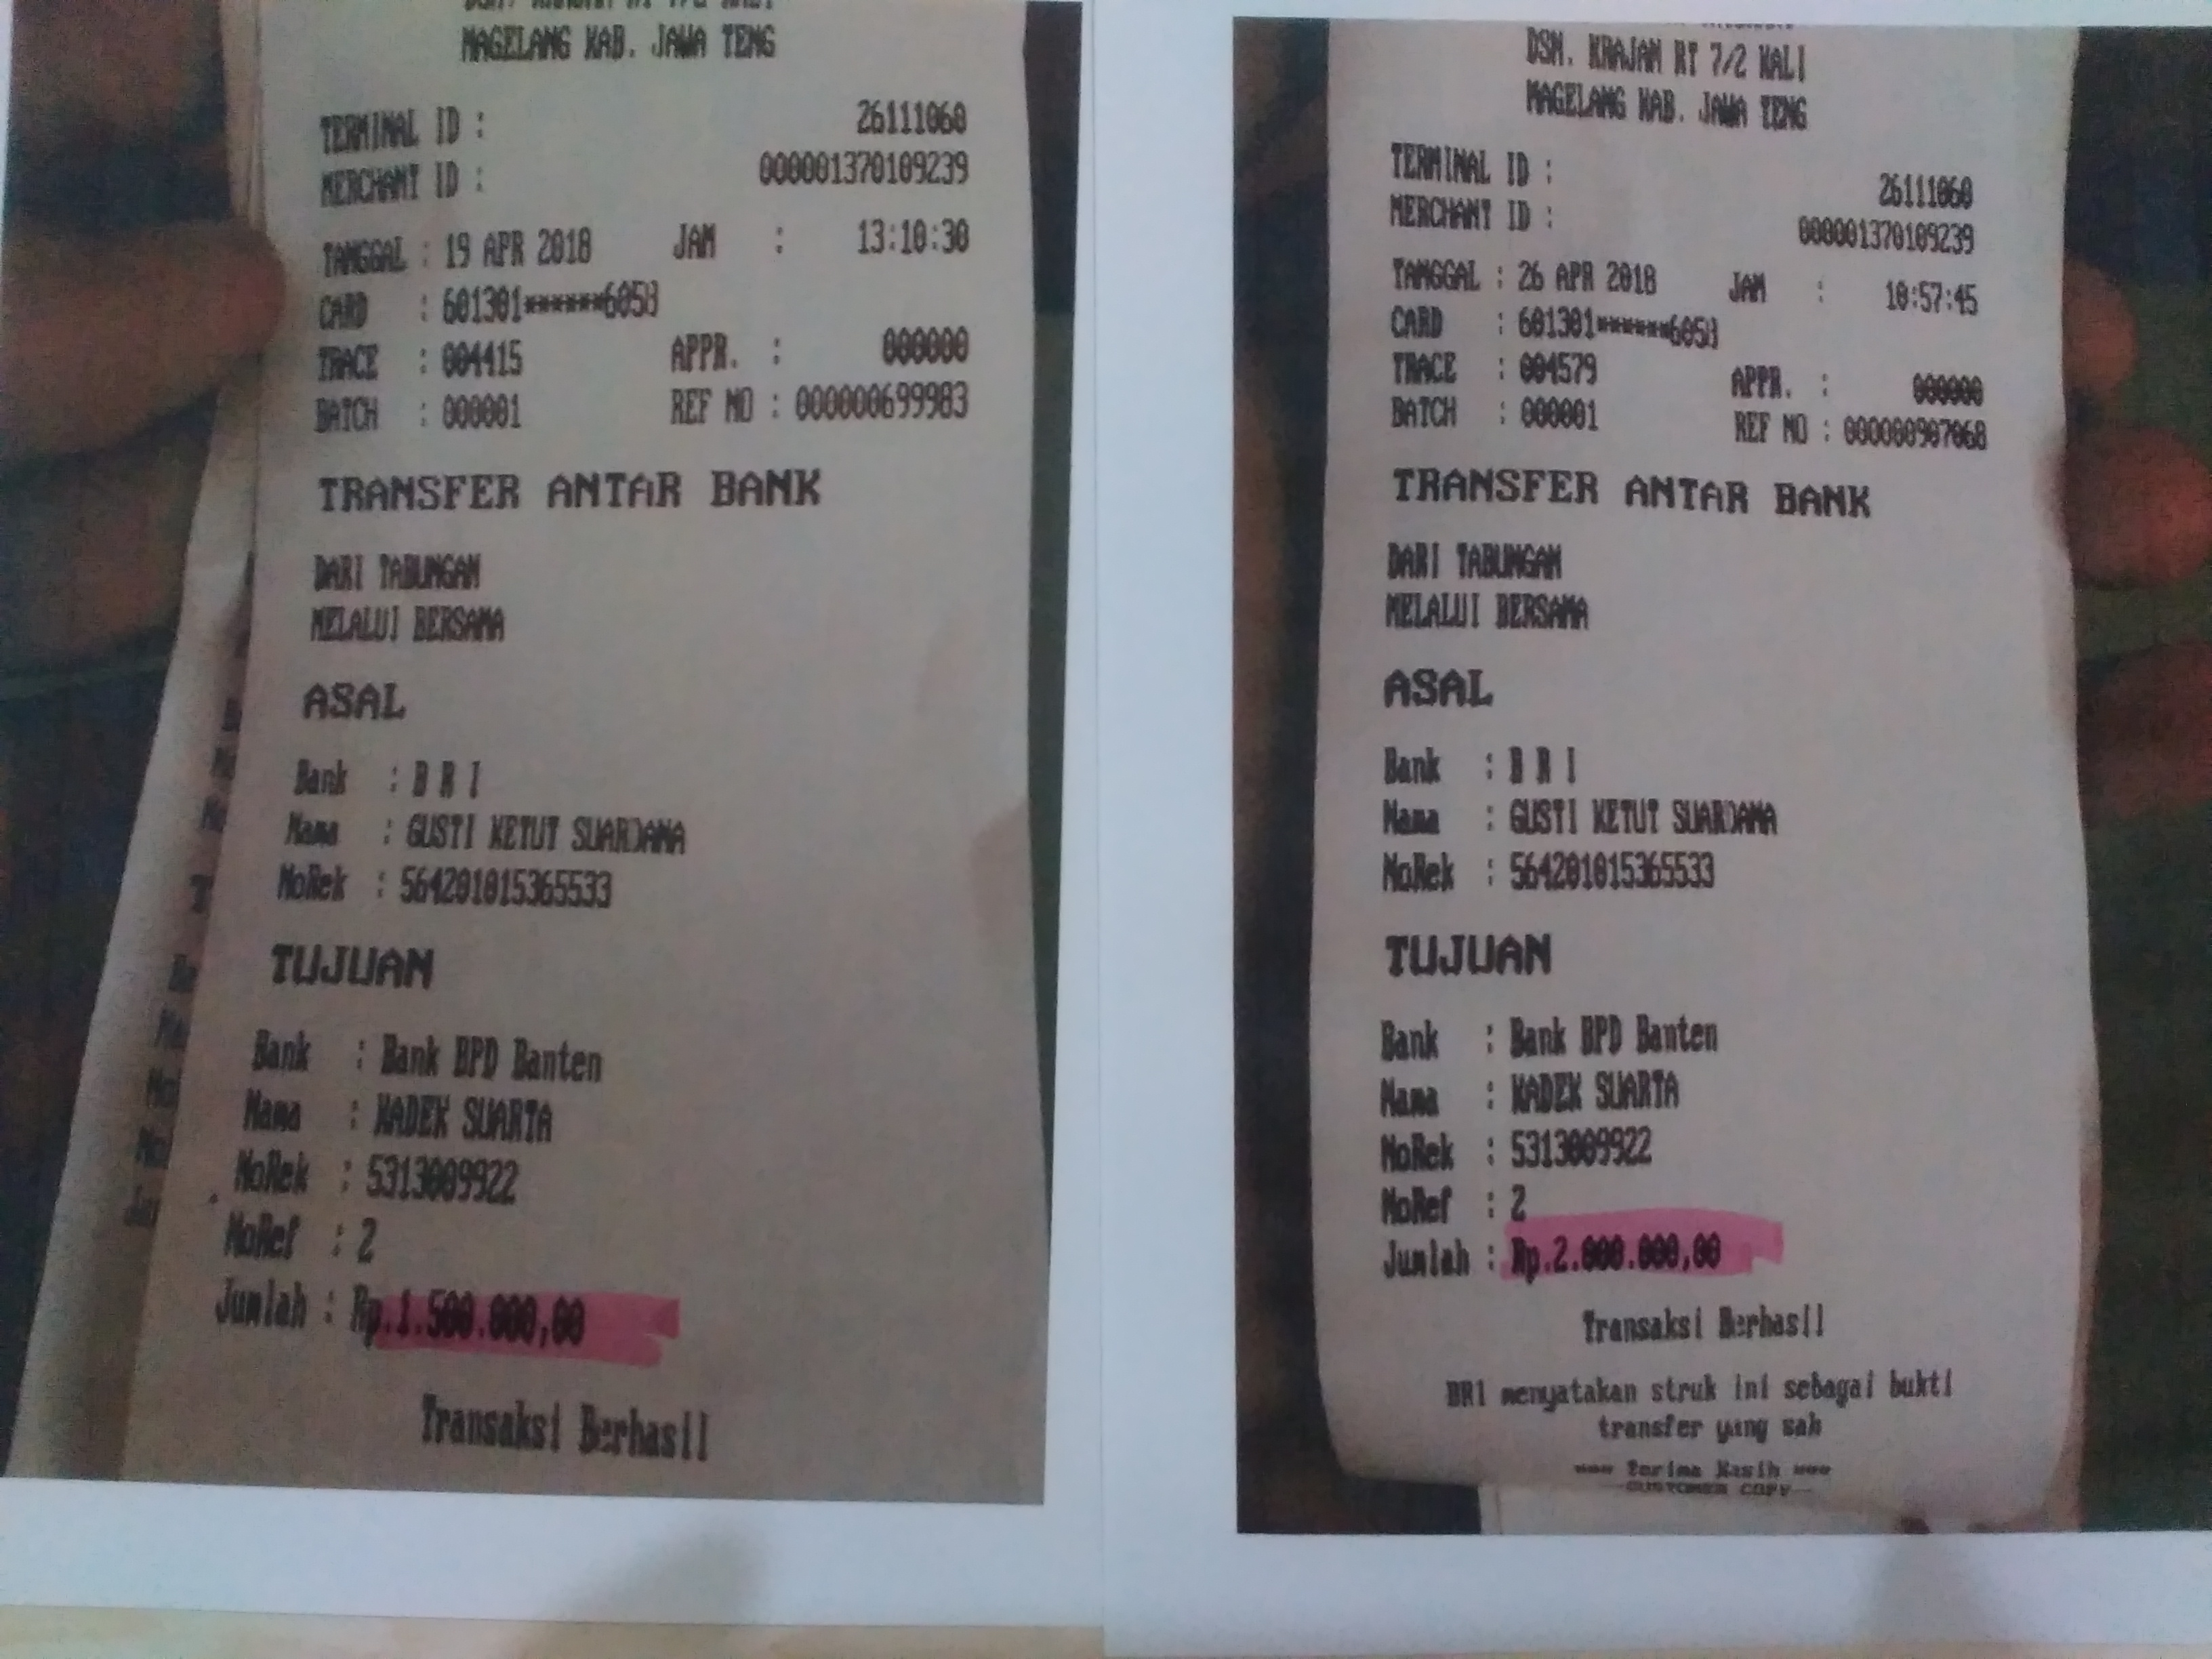 MAGELANG KAB. JAWA TENG
TERMINAL ID : 26111060
MERCHANT ID : 000001370109239
TANGGAL : 19 APR 2018 JAM : 13:10:30
CARD : 601301******6058
TRACE : 004415 APPR. : 000000
BATCH : 000001 REF NO : 000000699983
TRANSFER ANTAR BANK
DARI TABUNGAN
MELALUI BERSAMA
ASAL
Bank : B R I
Nama : GUSTI KETUT SUARDANA
NoRek : 564201015365533
TUJUAN
Bank : Bank BPD Banten
Nama : KADEK SUARTA
NoRek : 5313009922
NoRef : 2
Jumlah : Rp.1.500.000,00
Transaksi Berhasil
DSN. KRAJAN RT 7/2 KALI
MAGELANG KAB. JAWA TENG
TERMINAL ID : 26111060
MERCHANT ID : 000001370109239
TANGGAL : 26 APR 2018 JAM : 10:57:45
CARD : 601301******6058
TRACE : 004579 APPR. : 000000
BATCH : 000001 REF NO : 000000907068
TRANSFER ANTAR BANK
DARI TABUNGAN
MELALUI BERSAMA
ASAL
Bank : B R I
Nama : GUSTI KETUT SUARDANA
NoRek : 564201015365533
TUJUAN
Bank : Bank BPD Banten
Nama : KADEK SUARTA
NoRek : 5313009922
NoRef : 2
Jumlah : Rp.2.000.000,00
Transaksi Berhasil
BRI menyatakan struk ini sebagai bukti
transfer yang sah
*** Terima Kasih ***
---CUSTOMER COPY---